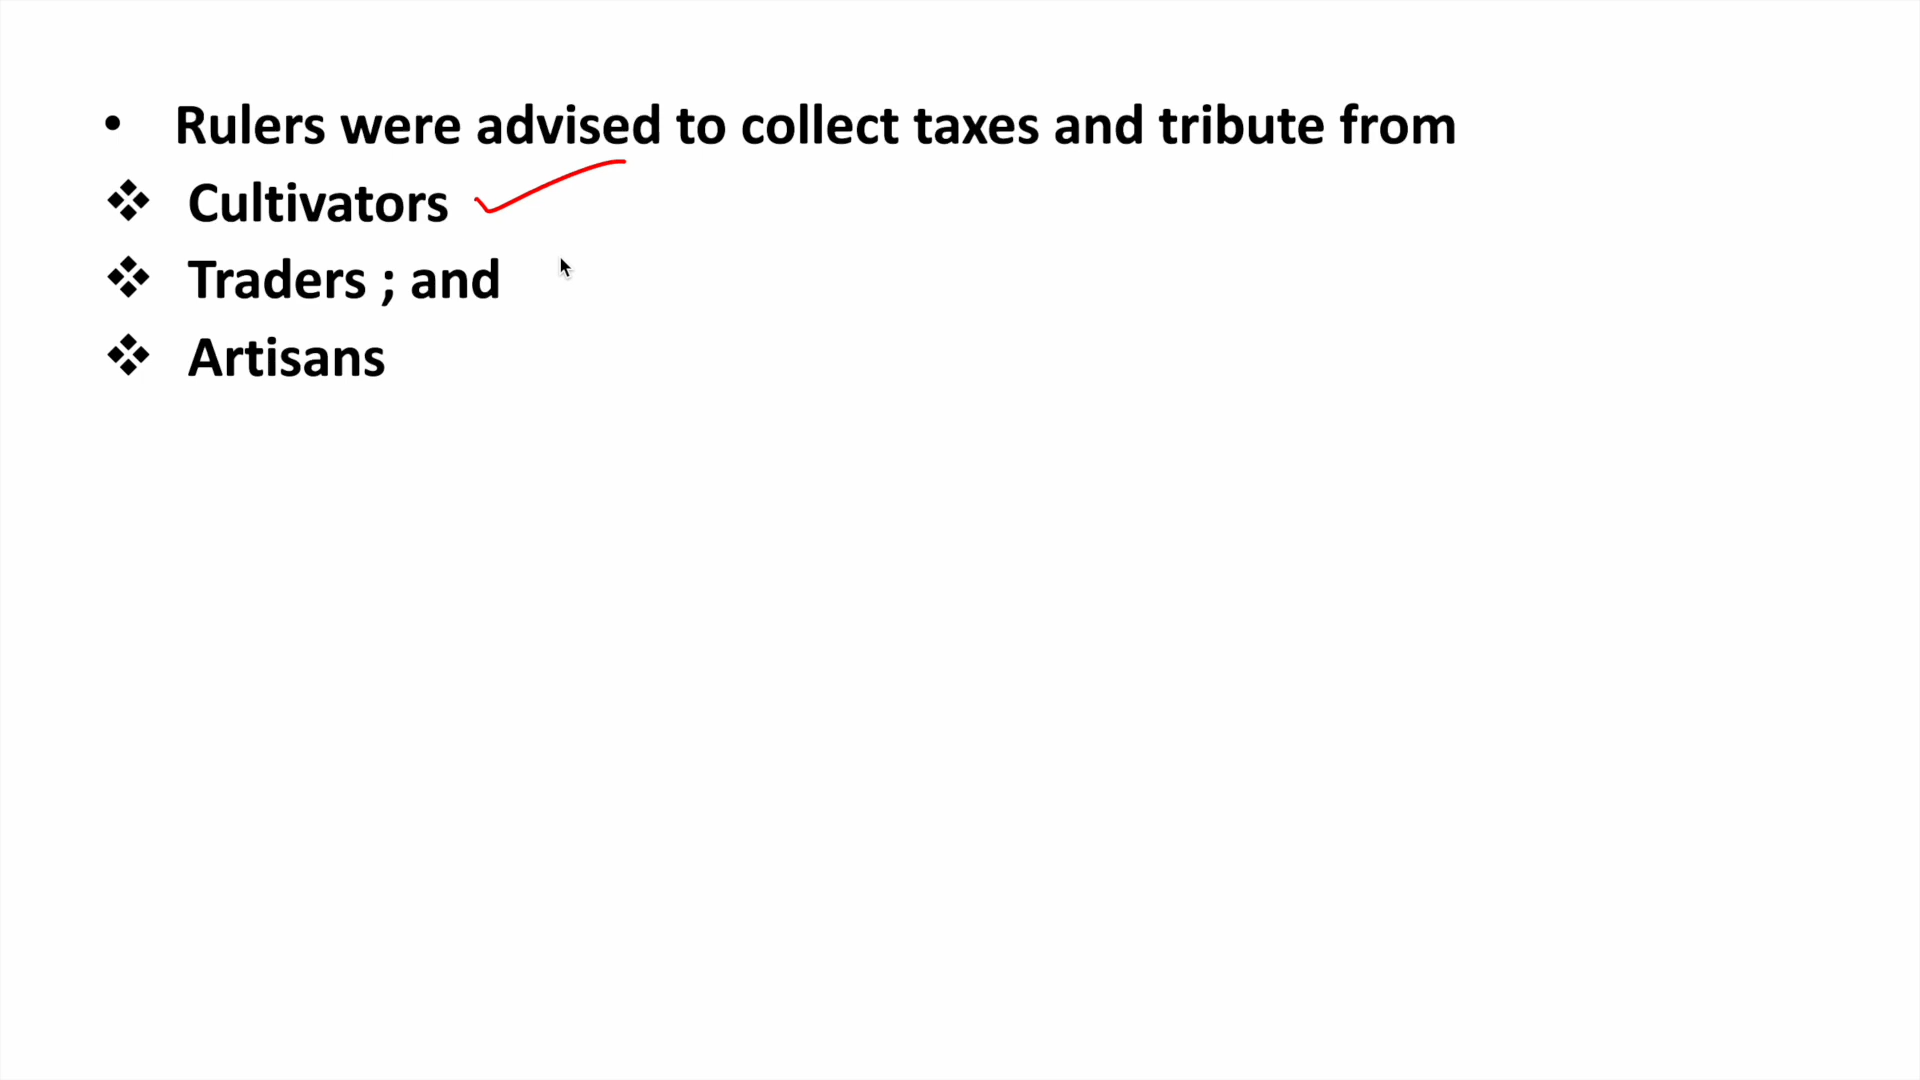 • Rulers were advised to collect taxes and tribute from
❖ Cultivators
❖ Traders ; and
❖ Artisans